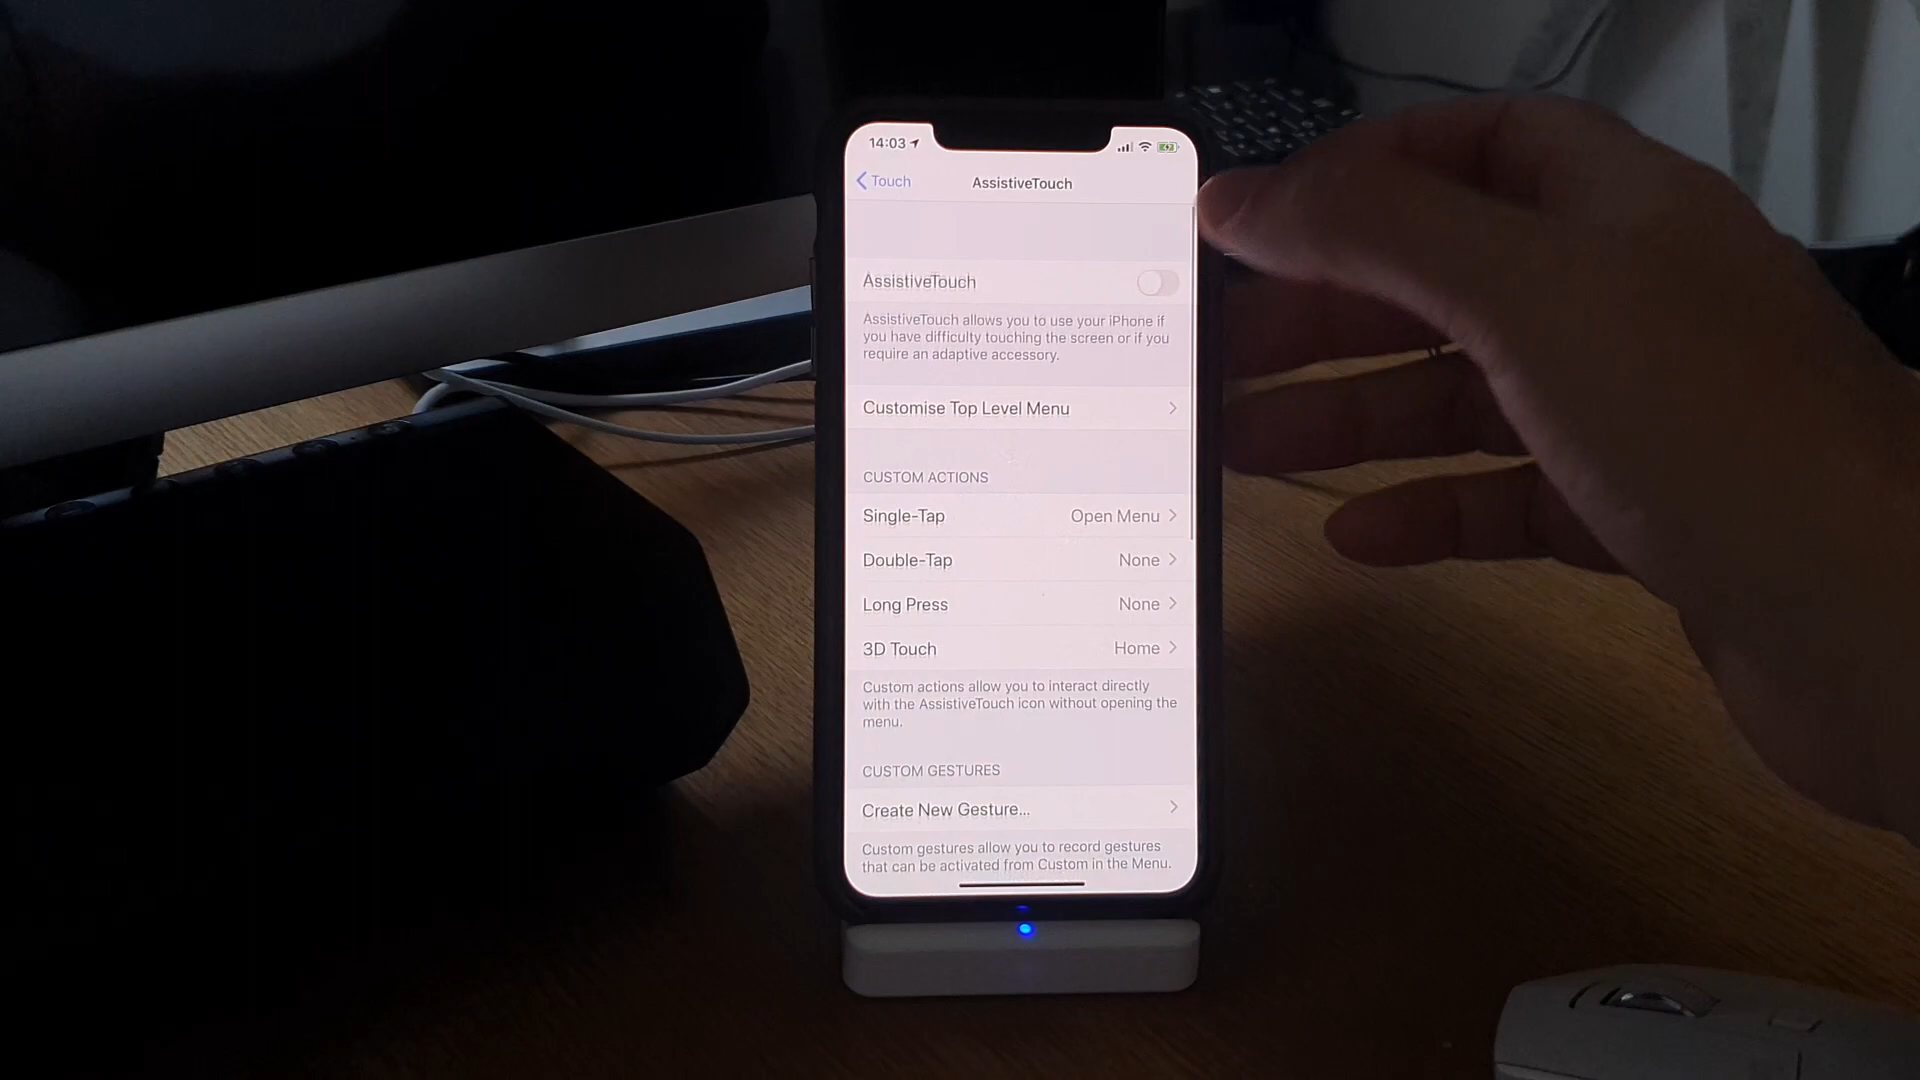 14:03
Touch
AssistiveTouch
AssistiveTouch
AssistiveTouch allows you to use your iPhone if
you have difficulty touching the screen or if you
require an adaptive accessory.
Customise Top Level Menu
CUSTOM ACTIONS
Single-Tap Open Menu
Double-Tap None
Long Press None
3D Touch Home
Custom actions allow you to interact directly
with the AssistiveTouch icon without opening the
menu.
CUSTOM GESTURES
Create New Gesture...
Custom gestures allow you to record gestures
that can be activated from Custom in the Menu.